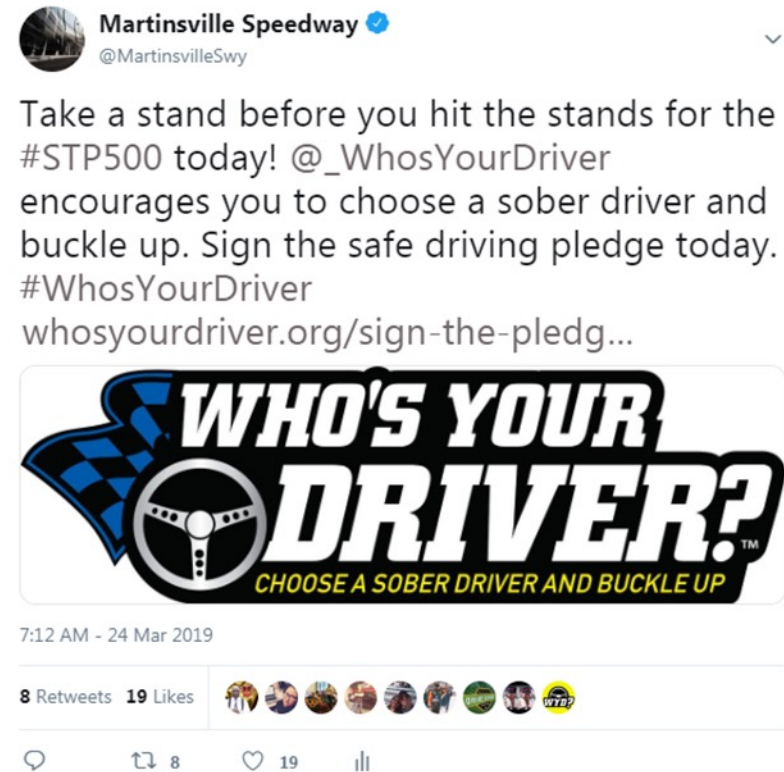 Martinsville Speedway
@MartinsvilleSwy
Take a stand before you hit the stands for the
#STP500 today! @_WhosYourDriver
encourages you to choose a sober driver and
buckle up. Sign the safe driving pledge today.
#WhosYourDriver
whosyourdriver.org/sign-the-pledg...
WHO'S YOUR
DRIVER?™
CHOOSE A SOBER DRIVER AND BUCKLE UP
7:12 AM - 24 Mar 2019
8 Retweets 19 Likes
WYD?
8 19